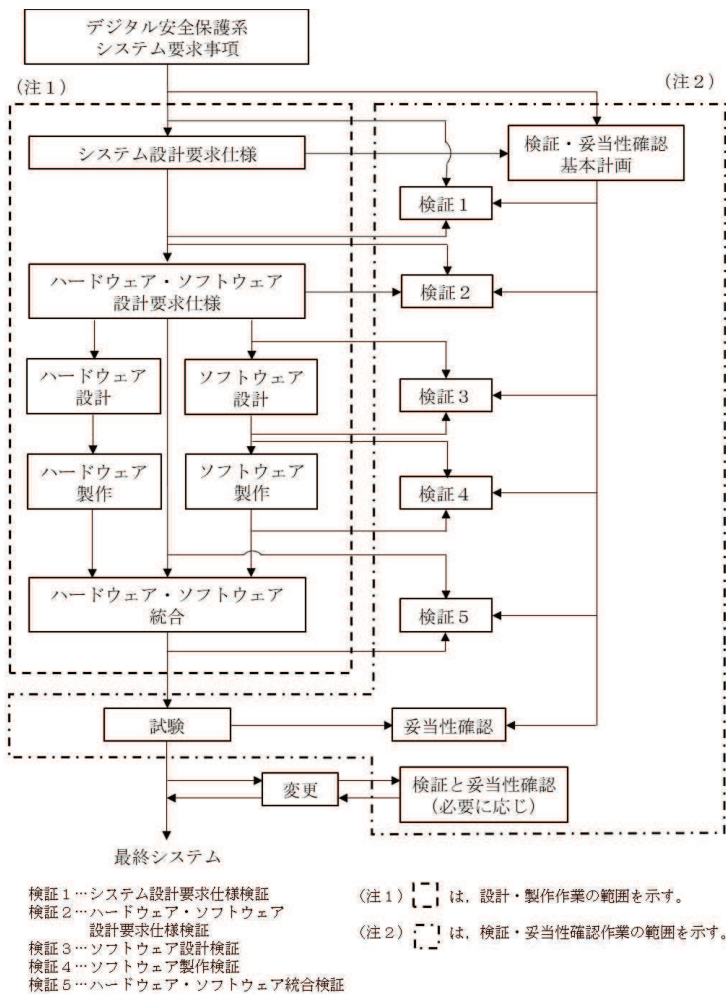 デジタル安全保護系
システム要求事項
(注1)
(注2)
システム設計要求仕様
検証・妥当性確認
基本計画
検証1
ハードウェア・ソフトウェア
設計要求仕様
検証2
ハードウェア
設計
ソフトウェア
設計
検証3
ハードウェア
製作
ソフトウェア
製作
検証4
ハードウェア・ソフトウェア
統合
検証5
試験
妥当性確認
変更
検証と妥当性確認
(必要に応じ)
最終システム
検証1…システム設計要求仕様検証
検証2…ハードウェア・ソフトウェア
設計要求仕様検証
検証3…ソフトウェア設計検証
検証4…ソフトウェア製作検証
検証5…ハードウェア・ソフトウェア統合検証
(注1) は,設計・製作作業の範囲を示す。
(注2) は,検証・妥当性確認作業の範囲を示す。